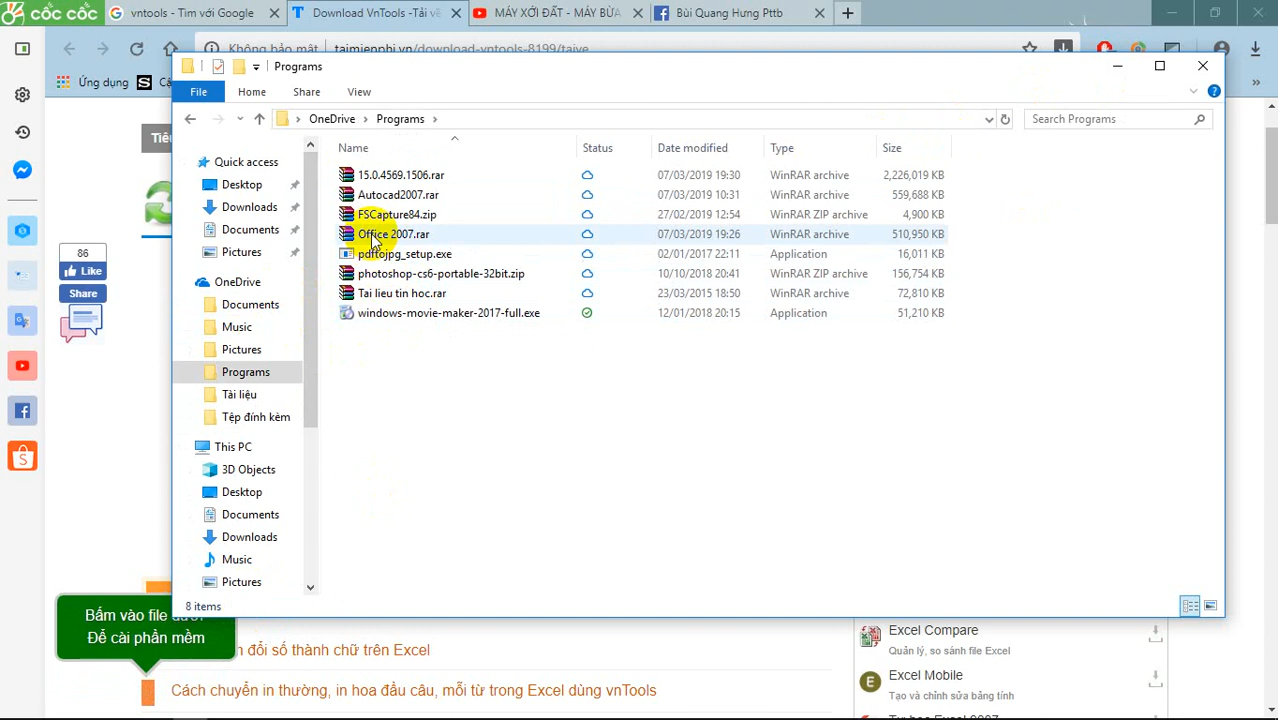 cốc cốc
vntools - Tìm với Google
Download VnTools -Tải về
MÁY XỚI ĐẤT - MÁY BỪA
Bùi Quang Hưng Pttb
Không bảo mật
taimienphi.vn/download-vntools-8199/taive
Ứng dụng
Programs
File
Home
Share
View
OneDrive
Programs
Search Programs
Name
Status
Date modified
Type
Size
15.0.4569.1506.rar 07/03/2019 19:30 WinRAR archive 2,226,019 KB
Autocad2007.rar 07/03/2019 10:31 WinRAR archive 559,688 KB
FSCapture84.zip 27/02/2019 12:54 WinRAR ZIP archive 4,900 KB
Office 2007.rar 07/03/2019 19:26 WinRAR archive 510,950 KB
pdftojpg_setup.exe 02/01/2017 22:11 Application 16,011 KB
photoshop-cs6-portable-32bit.zip 10/10/2018 20:41 WinRAR ZIP archive 156,754 KB
Tai lieu tin hoc.rar 23/03/2015 18:50 WinRAR archive 72,810 KB
windows-movie-maker-2017-full.exe 12/01/2018 20:15 Application 51,210 KB
Quick access
Desktop
Downloads
Documents
Pictures
OneDrive
Documents
Music
Pictures
Programs
Tài liệu
Tệp đính kèm
This PC
3D Objects
Desktop
Documents
Downloads
Music
Pictures
8 items
86
Like
Share
Bấm vào file dưới
Để cài phần mềm
đổi số thành chữ trên Excel
Cách chuyển in thường, in hoa đầu câu, mỗi từ trong Excel dùng vnTools
Excel Compare
Quản lý, so sánh file Excel
Excel Mobile
Tạo và chỉnh sửa bảng tính